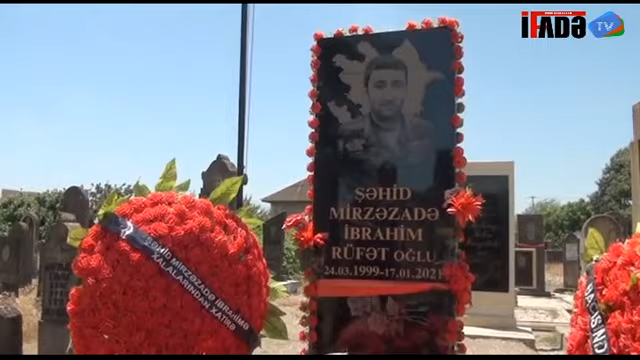 İFADƏ TV
ŞƏHİD
MİRZƏZADƏ
İBRAHİM
RÜFƏT OĞLU
24.03.1999-17.01.2021
ŞƏHİD MİRZƏZADƏ İBRAHİMƏ
XALALARINDAN XATİRƏ